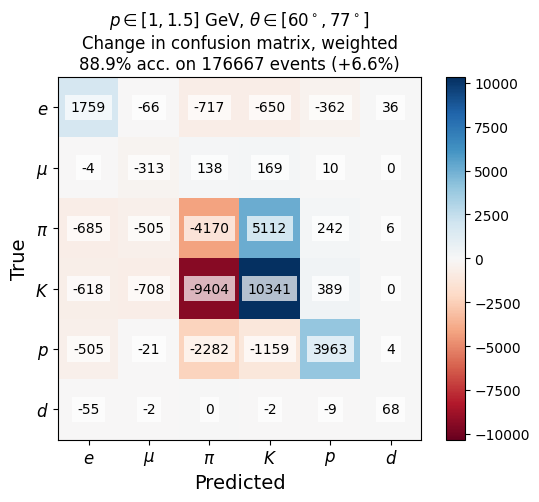 p ∈ [1, 1.5] GeV, θ ∈ [60°, 77°]
Change in confusion matrix, weighted
88.9% acc. on 176667 events (+6.6%)
e 1759 -66 -717 -650 -362 36
μ -4 -313 138 169 10 0
π -685 -505 -4170 5112 242 6
K -618 -708 -9404 10341 389 0
p -505 -21 -2282 -1159 3963 4
d -55 -2 0 -2 -9 68
e μ π K p d
True
Predicted
10000
7500
5000
2500
0
−2500
−5000
−7500
−10000